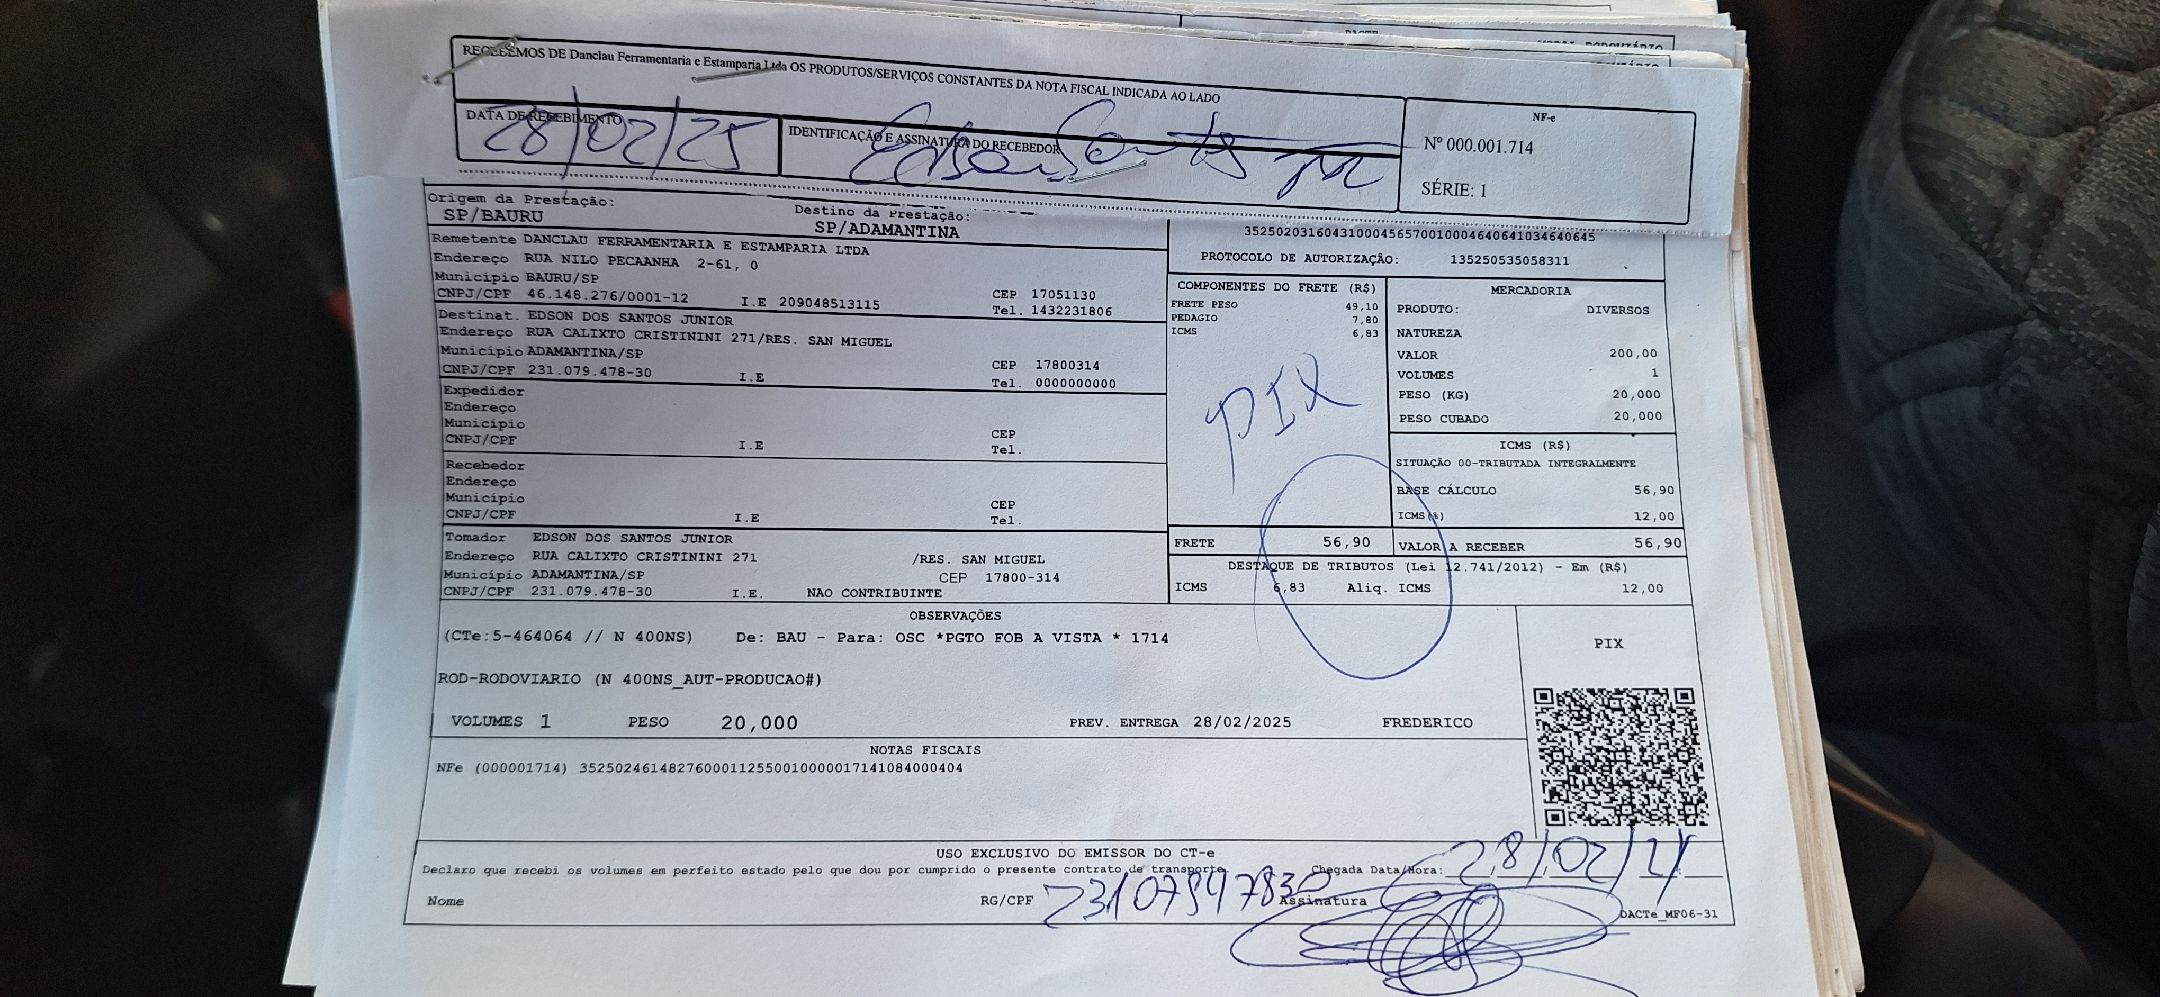 RECEBEMOS DE Danclau Ferramentaria e Estamparia Ltda OS PRODUTOS/SERVIÇOS CONSTANTES DA NOTA FISCAL INDICADA AO LADO
DATA DE RECEBIMENTO
28/02/25
IDENTIFICAÇÃO E ASSINATURA DO RECEBEDOR
Edson Santos Jr
NF-e
Nº 000.001.714
SÉRIE: 1
Origem da Prestação:
SP/BAURU
Destino da Prestação:
SP/ADAMANTINA
Remetente DANCLAU FERRAMENTARIA E ESTAMPARIA LTDA
Endereço RUA NILO PECAANHA 2-61, 0
Município BAURU/SP
CNPJ/CPF 46.148.276/0001-12 I.E 209048513115 CEP 17051130
Tel. 1432231806
Destinat. EDSON DOS SANTOS JUNIOR
Endereço RUA CALIXTO CRISTININI 271/RES. SAN MIGUEL
Município ADAMANTINA/SP CEP 17800314
CNPJ/CPF 231.079.478-30 I.E Tel. 0000000000
Expedidor
Endereço
Município CEP
CNPJ/CPF I.E Tel.
Recebedor
Endereço
Município CEP
CNPJ/CPF I.E Tel.
Tomador EDSON DOS SANTOS JUNIOR
Endereço RUA CALIXTO CRISTININI 271 /RES. SAN MIGUEL
Município ADAMANTINA/SP CEP 17800-314
CNPJ/CPF 231.079.478-30 I.E. NAO CONTRIBUINTE
35250203160431000456570010004640641034640645
PROTOCOLO DE AUTORIZAÇÃO: 135250535058311
COMPONENTES DO FRETE (R$)
FRETE PESO 49,10
PEDAGIO 7,80
ICMS 6,83
PIX
MERCADORIA
PRODUTO: DIVERSOS
NATUREZA
VALOR 200,00
VOLUMES 1
PESO (KG) 20,000
PESO CUBADO 20,000
ICMS (R$)
SITUAÇÃO 00-TRIBUTADA INTEGRALMENTE
BASE CÁLCULO 56,90
ICMS(%) 12,00
FRETE 56,90 VALOR A RECEBER 56,90
DESTAQUE DE TRIBUTOS (Lei 12.741/2012) - Em (R$)
ICMS 6,83 Aliq. ICMS 12,00
OBSERVAÇÕES
(CTe:5-464064 // N 400NS) De: BAU - Para: OSC *PGTO FOB A VISTA * 1714
ROD-RODOVIARIO (N 400NS_AUT-PRODUCAO#)
VOLUMES 1 PESO 20,000 PREV. ENTREGA 28/02/2025 FREDERICO
PIX
NOTAS FISCAIS
NFe (000001714) 35250246148276000112550010000017141084000404
USO EXCLUSIVO DO EMISSOR DO CT-e
Declaro que recebi os volumes em perfeito estado pelo que dou por cumprido o presente contrato de transporte. Chegada Data/Hora: 28/02/
Nome RG/CPF 23107947830 Assinatura
DACTe_MF06-31